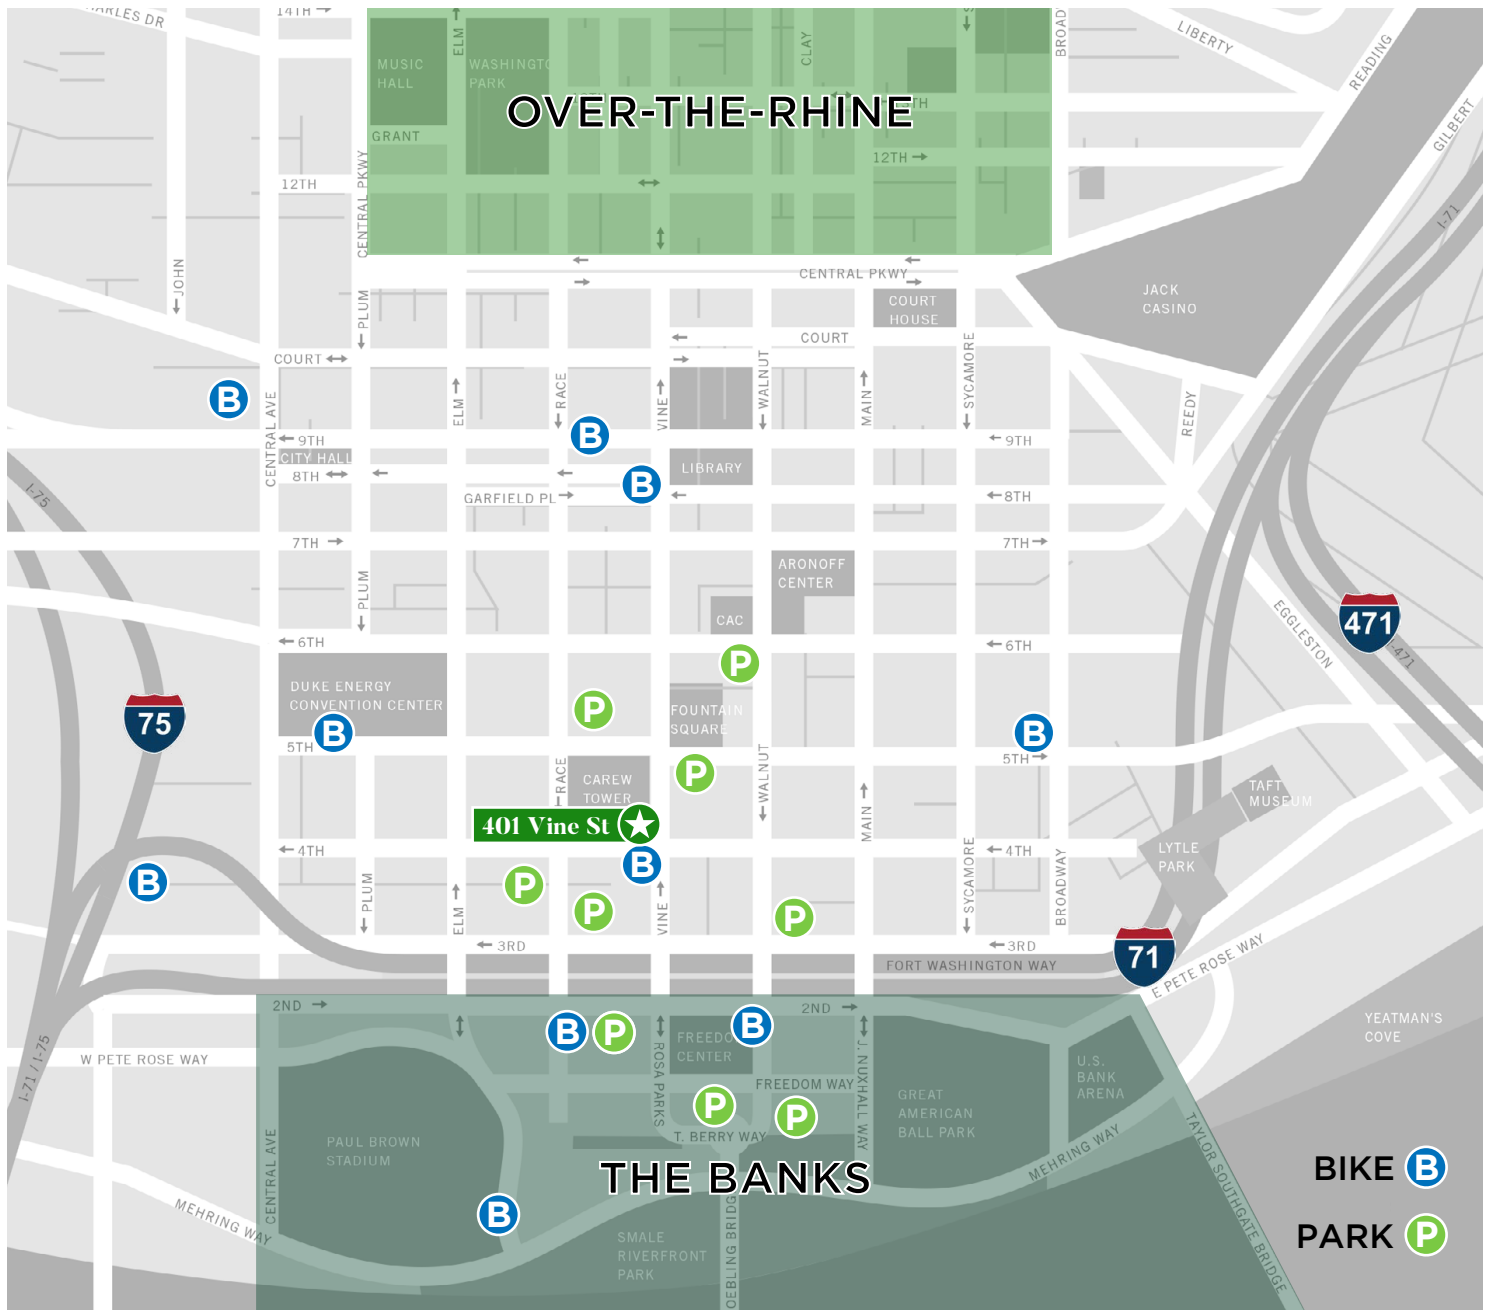 CHARLES DR
14TH
ELM
CLAY
LIBERTY
READING
GILBERT
MUSIC
HALL
PARK
OVER-THE-RHINE
GRANT
12TH
12TH
CENTRAL PKWY
I-71
JOHN
CENTRAL PKWY
COURT
HOUSE
JACK
CASINO
PLUM
COURT
COURT
WALNUT
SYCAMORE
ELM
RACE
VINE
MAIN
REEDY
CENTRAL AVE
B
B
9TH
9TH
CITY HALL
8TH
LIBRARY
B
GARFIELD PL
8TH
I-75
7TH
7TH
ARONOFF
CENTER
PLUM
CAC
EGGLESTON
471
I-471
6TH
6TH
P
DUKE ENERGY
CONVENTION CENTER
P
FOUNTAIN
SQUARE
75
B
B
5TH
5TH
WALNUT
RACE
P
CAREW
TOWER
TAFT
MUSEUM
MAIN
401 Vine St
4TH
4TH
SYCAMORE
BROADWAY
LYTLE
PARK
B
B
P
P
P
PLUM
ELM
VINE
3RD
3RD
FORT WASHINGTON WAY
71
E PETE ROSE WAY
2ND
2ND
YEATMAN'S
COVE
B
P
B
CENTER
W PETE ROSE WAY
I-71 / I-75
ROSA PARKS
J. NUXHALL WAY
FREEDOM WAY
U.S.
BANK
ARENA
P
P
GREAT
AMERICAN
BALL PARK
T. BERRY WAY
PAUL BROWN
STADIUM
CENTRAL AVE
MEHRING WAY
TAYLOR SOUTHGATE BRIDGE
THE BANKS
BIKE B
MEHRING WAY
B
SMALE
RIVERFRONT
PARK
PARK P